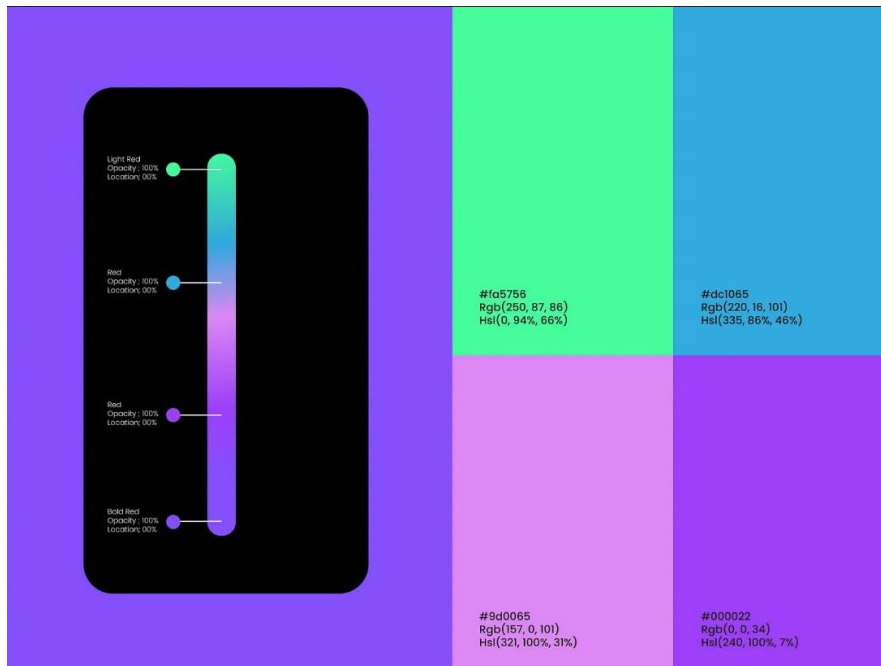 Light Red
Opacity ; 100%
Location; 00%
Red
Opacity ; 100%
Location; 00%
Red
Opacity ; 100%
Location; 00%
Bold Red
Opacity ; 100%
Location; 00%
#fa5756
Rgb(250, 87, 86)
Hsl(0, 94%, 66%)
#dc1065
Rgb(220, 16, 101)
Hsl(335, 86%, 46%)
#9d0065
Rgb(157, 0, 101)
Hsl(321, 100%, 31%)
#000022
Rgb(0, 0, 34)
Hsl(240, 100%, 7%)